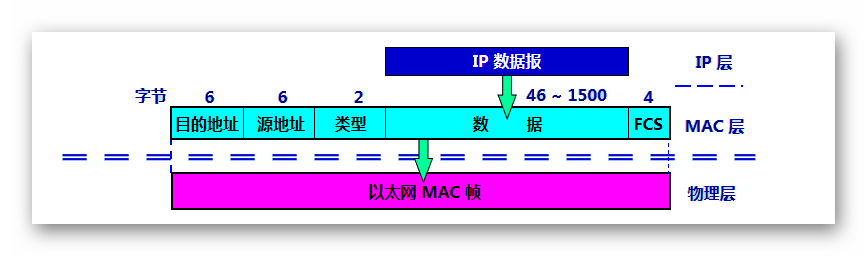 IP 数据报
IP 层
字节 6 6 2 46 ~ 1500 4
目的地址 源地址 类型 数 据 FCS
MAC 层
以太网 MAC 帧
物理层